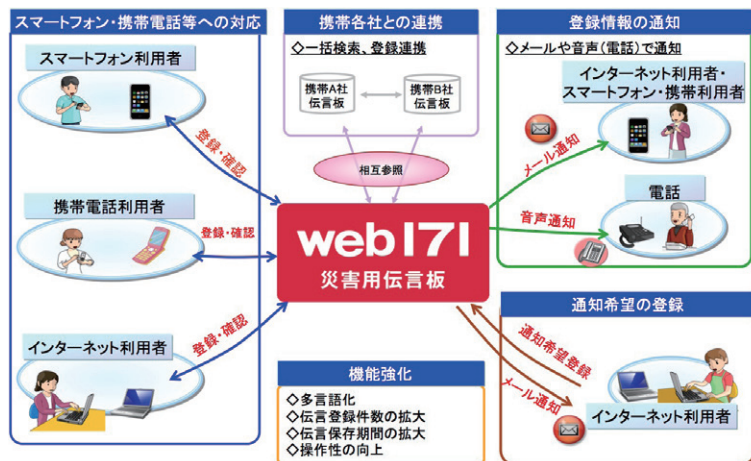 スマートフォン・携帯電話等への対応
スマートフォン利用者
登録・確認
携帯電話利用者
登録・確認
インターネット利用者
登録・確認
携帯各社との連携
◇一括検索、登録連携
携帯A社
伝言板
携帯B社
伝言板
相互参照
web171
災害用伝言板
機能強化
◇多言語化
◇伝言登録件数の拡大
◇伝言保存期間の拡大
◇操作性の向上
登録情報の通知
◇メールや音声(電話)で通知
インターネット利用者・
スマートフォン・携帯利用者
メール通知
電話
音声通知
通知希望の登録
通知希望登録
メール通知
インターネット利用者